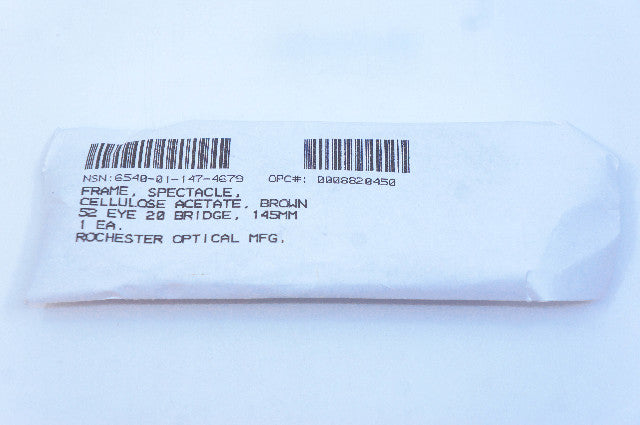 NSN:6540-01-147-4679 OPC#: 0008820450
FRAME, SPECTACLE,
CELLULOSE ACETATE, BROWN
52 EYE 20 BRIDGE, 145MM
1 EA.
ROCHESTER OPTICAL MFG.